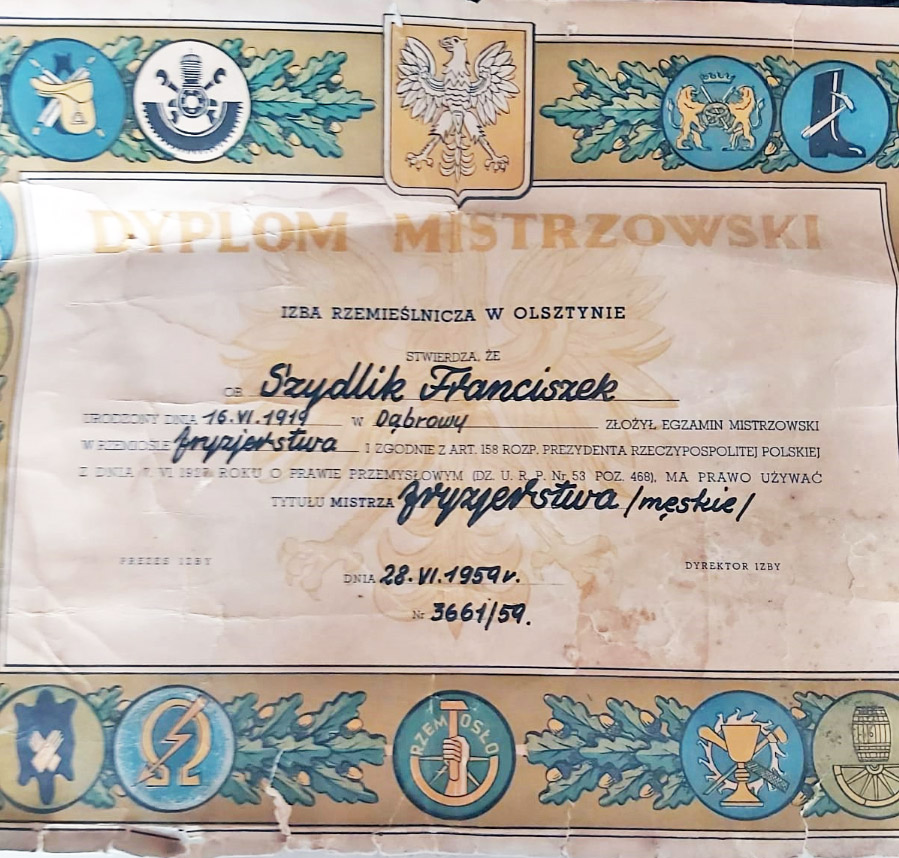 DYPLOM MISTRZOWSKI
IZBA RZEMIEŚLNICZA W OLSZTYNIE
STWIERDZA, ŻE
OB. Szydlik Franciszek
URODZONY DNIA 16.VI.1919 W Dąbrowy ZŁOŻYŁ EGZAMIN MISTRZOWSKI
W RZEMIOŚLE fryzjerstwa I ZGODNIE Z ART. 158 ROZP. PREZYDENTA RZECZYPOSPOLITEJ POLSKIEJ
Z DNIA 7. VI 1927 ROKU O PRAWIE PRZEMYSŁOWYM (DZ. U. R. P. Nr 53 POZ. 468), MA PRAWO UŻYWAĆ
TYTUŁU MISTRZA fryzjerstwa /męskie/
PREZES IZBY
DYREKTOR IZBY
DNIA 28.VI.1959r.
Nr 3661/59.
RZEMIOSŁO